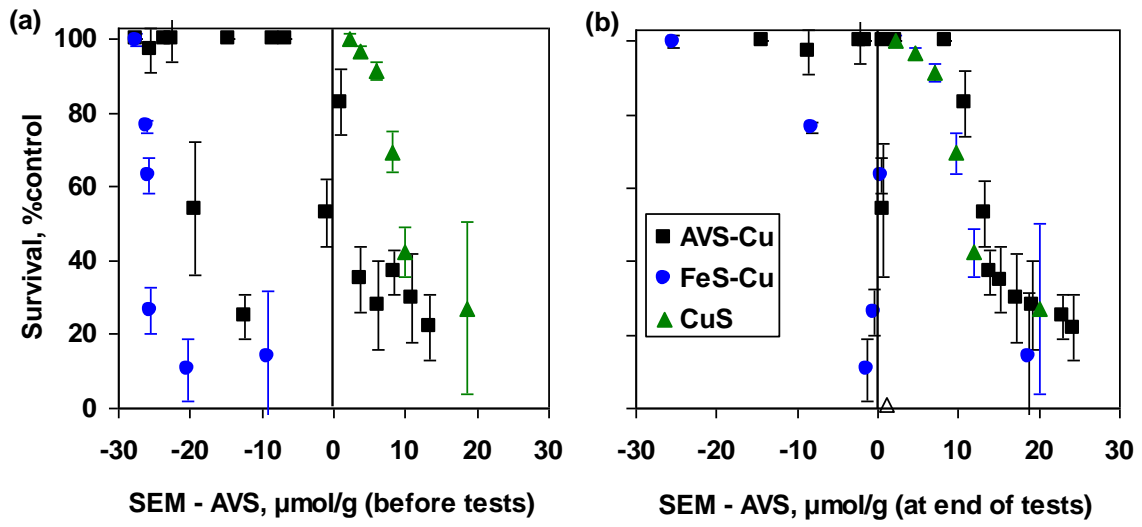 (a)
(b)
Survival, %control
100
80
60
40
20
0
-30 -20 -10 0 10 20 30
-30 -20 -10 0 10 20 30
AVS-Cu
FeS-Cu
CuS
SEM - AVS, µmol/g (before tests)
SEM - AVS, µmol/g (at end of tests)